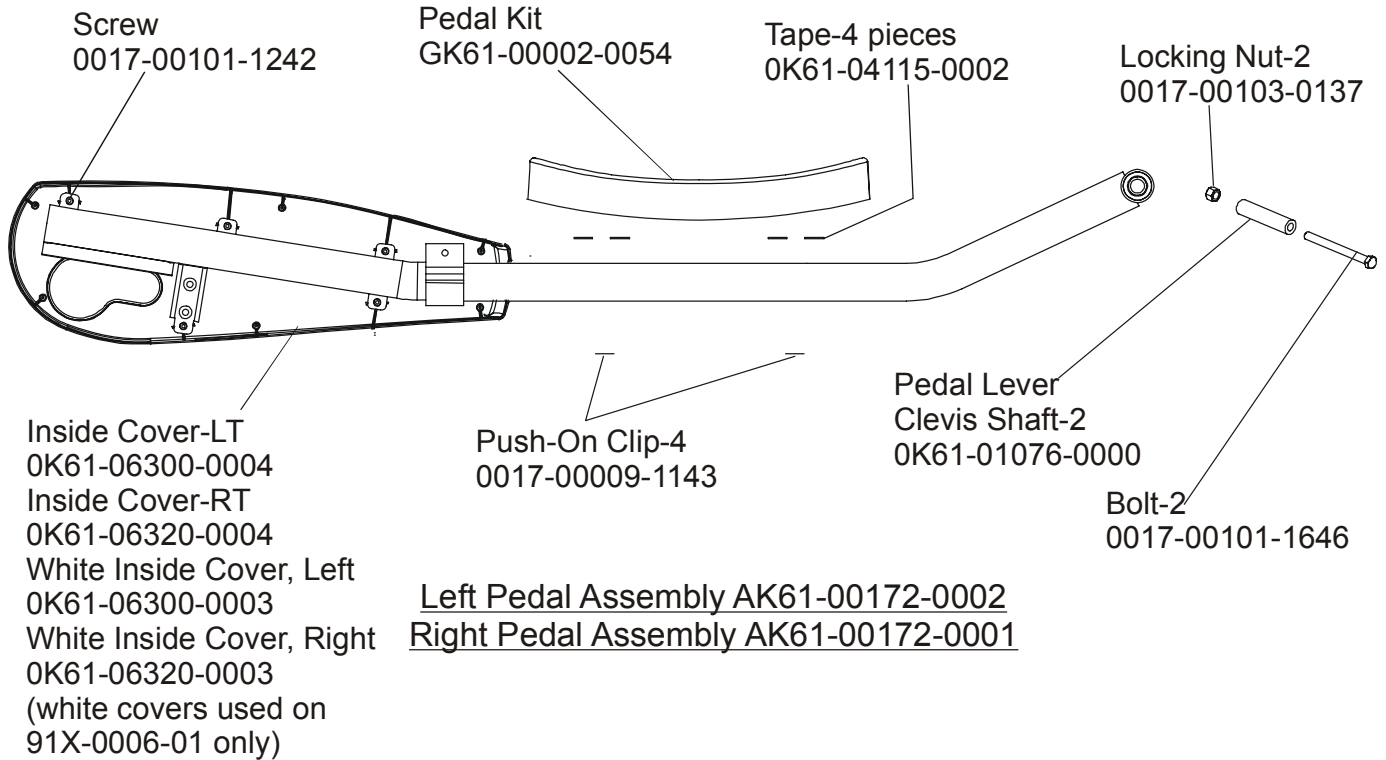 Screw
0017-00101-1242
Pedal Kit
GK61-00002-0054
Tape-4 pieces
0K61-04115-0002
Locking Nut-2
0017-00103-0137
Inside Cover-LT
0K61-06300-0004
Inside Cover-RT
0K61-06320-0004
White Inside Cover, Left
0K61-06300-0003
White Inside Cover, Right
0K61-06320-0003
(white covers used on
91X-0006-01 only)
Push-On Clip-4
0017-00009-1143
Pedal Lever
Clevis Shaft-2
0K61-01076-0000
Bolt-2
0017-00101-1646
Left Pedal Assembly AK61-00172-0002
Right Pedal Assembly AK61-00172-0001